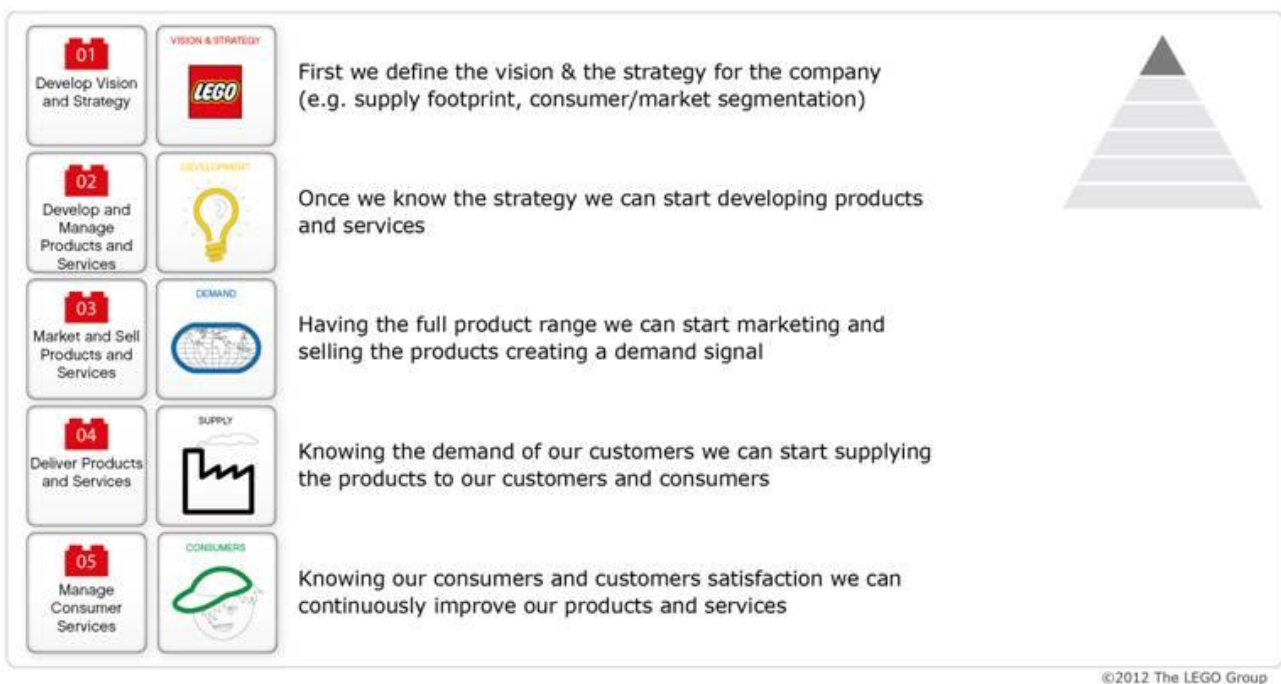 01
Develop Vision
and Strategy
VISION & STRATEGY
LEGO
First we define the vision & the strategy for the company
(e.g. supply footprint, consumer/market segmentation)
02
Develop and
Manage
Products and
Services
DEVELOPMENT
Once we know the strategy we can start developing products
and services
03
Market and Sell
Products and
Services
DEMAND
Having the full product range we can start marketing and
selling the products creating a demand signal
04
Deliver Products
and Services
SUPPLY
Knowing the demand of our customers we can start supplying
the products to our customers and consumers
05
Manage
Consumer
Services
CONSUMERS
Knowing our consumers and customers satisfaction we can
continuously improve our products and services
©2012 The LEGO Group